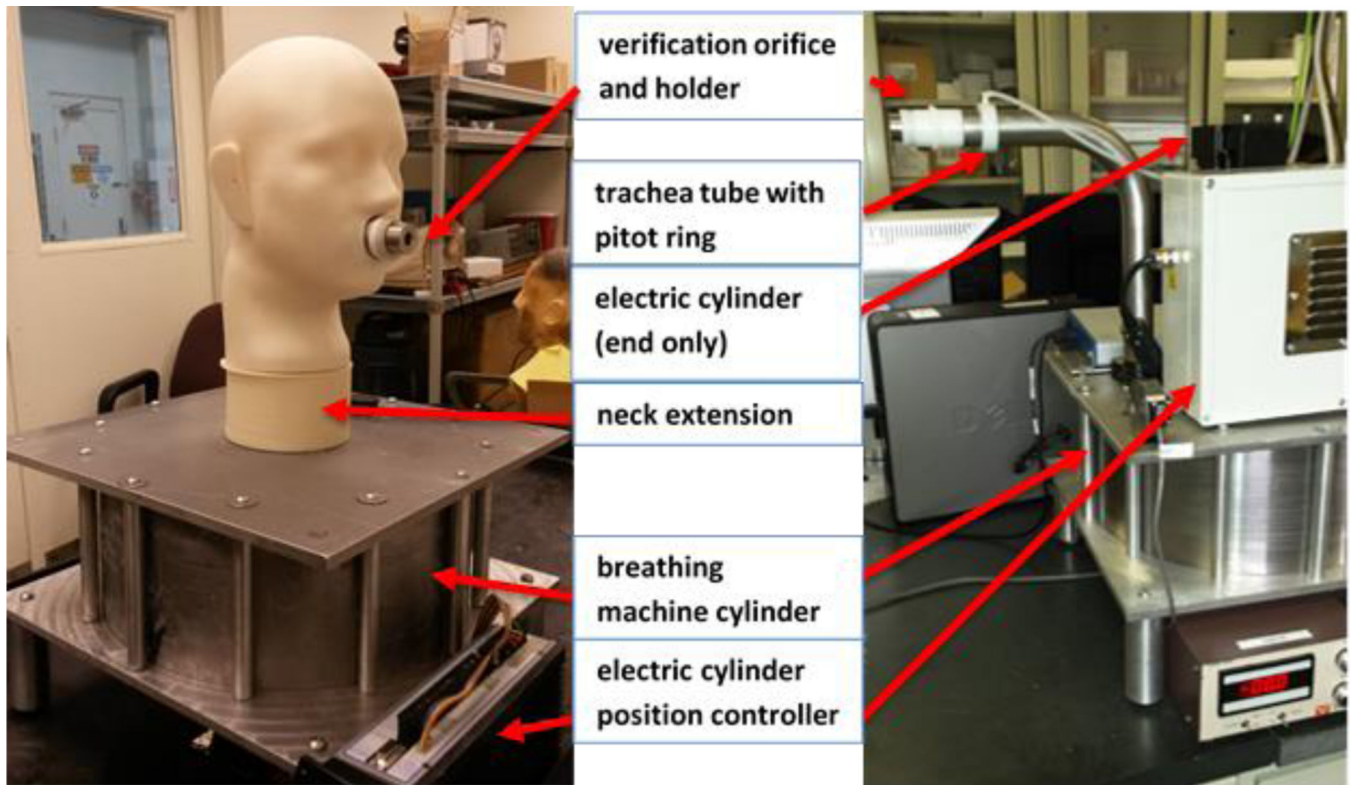 verification orifice
and holder
trachea tube with
pitot ring
electric cylinder
(end only)
neck extension
breathing
machine cylinder
electric cylinder
position controller